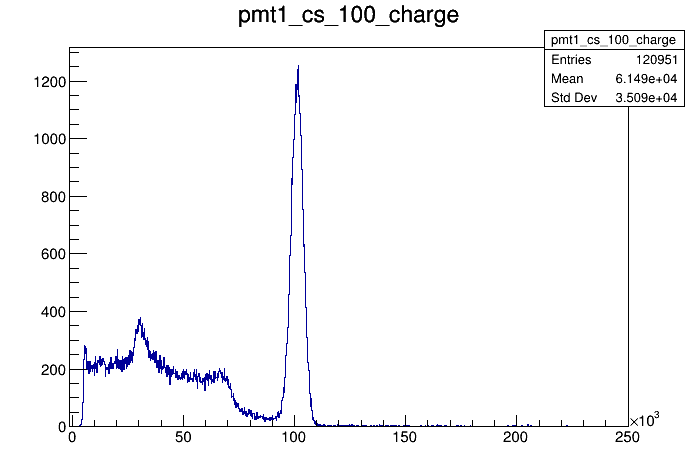 pmt1_cs_100_charge
pmt1_cs_100_charge
Entries 120951
Mean 6.149e+04
Std Dev 3.509e+04
1200
1000
800
600
400
200
0
0 50 100 150 200 250
×10³